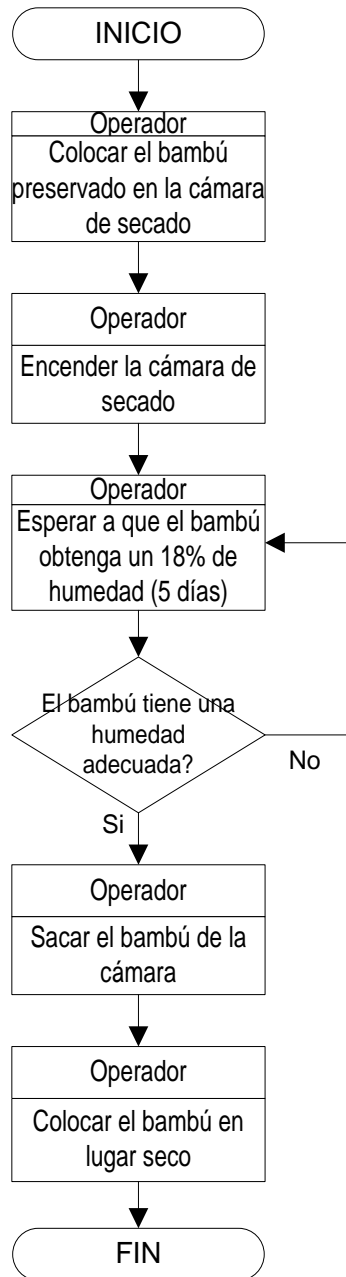 INICIO
Operador
Colocar el bambú
preservado en la cámara
de secado
Operador
Encender la cámara de
secado
Operador
Esperar a que el bambú
obtenga un 18% de
humedad (5 días)
El bambú tiene una
humedad
adecuada?
No
Si
Operador
Sacar el bambú de la
cámara
Operador
Colocar el bambú en
lugar seco
FIN